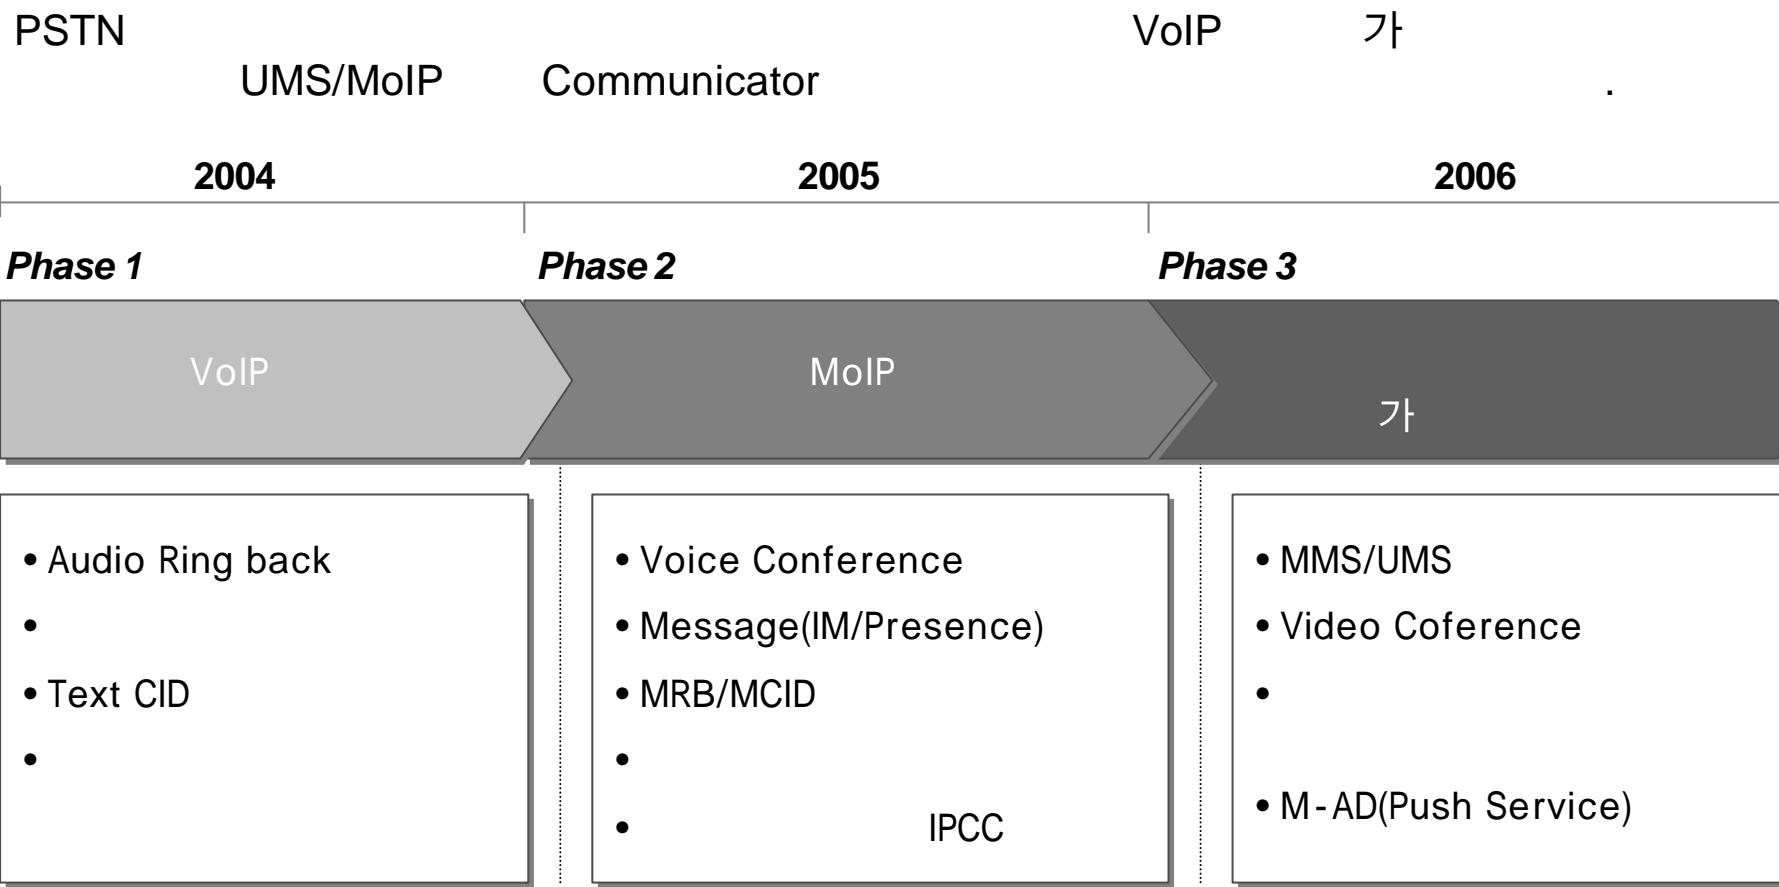 PSTN VoIP 가
UMS/MoIP Communicator .
2004 2005 2006
Phase 1 Phase 2 Phase 3
VoIP
MoIP
가
• Audio Ring back
•
• Text CID
•
• Voice Conference
• Message(IM/Presence)
• MRB/MCID
•
• IPCC
• MMS/UMS
• Video Coference
•
• M-AD(Push Service)